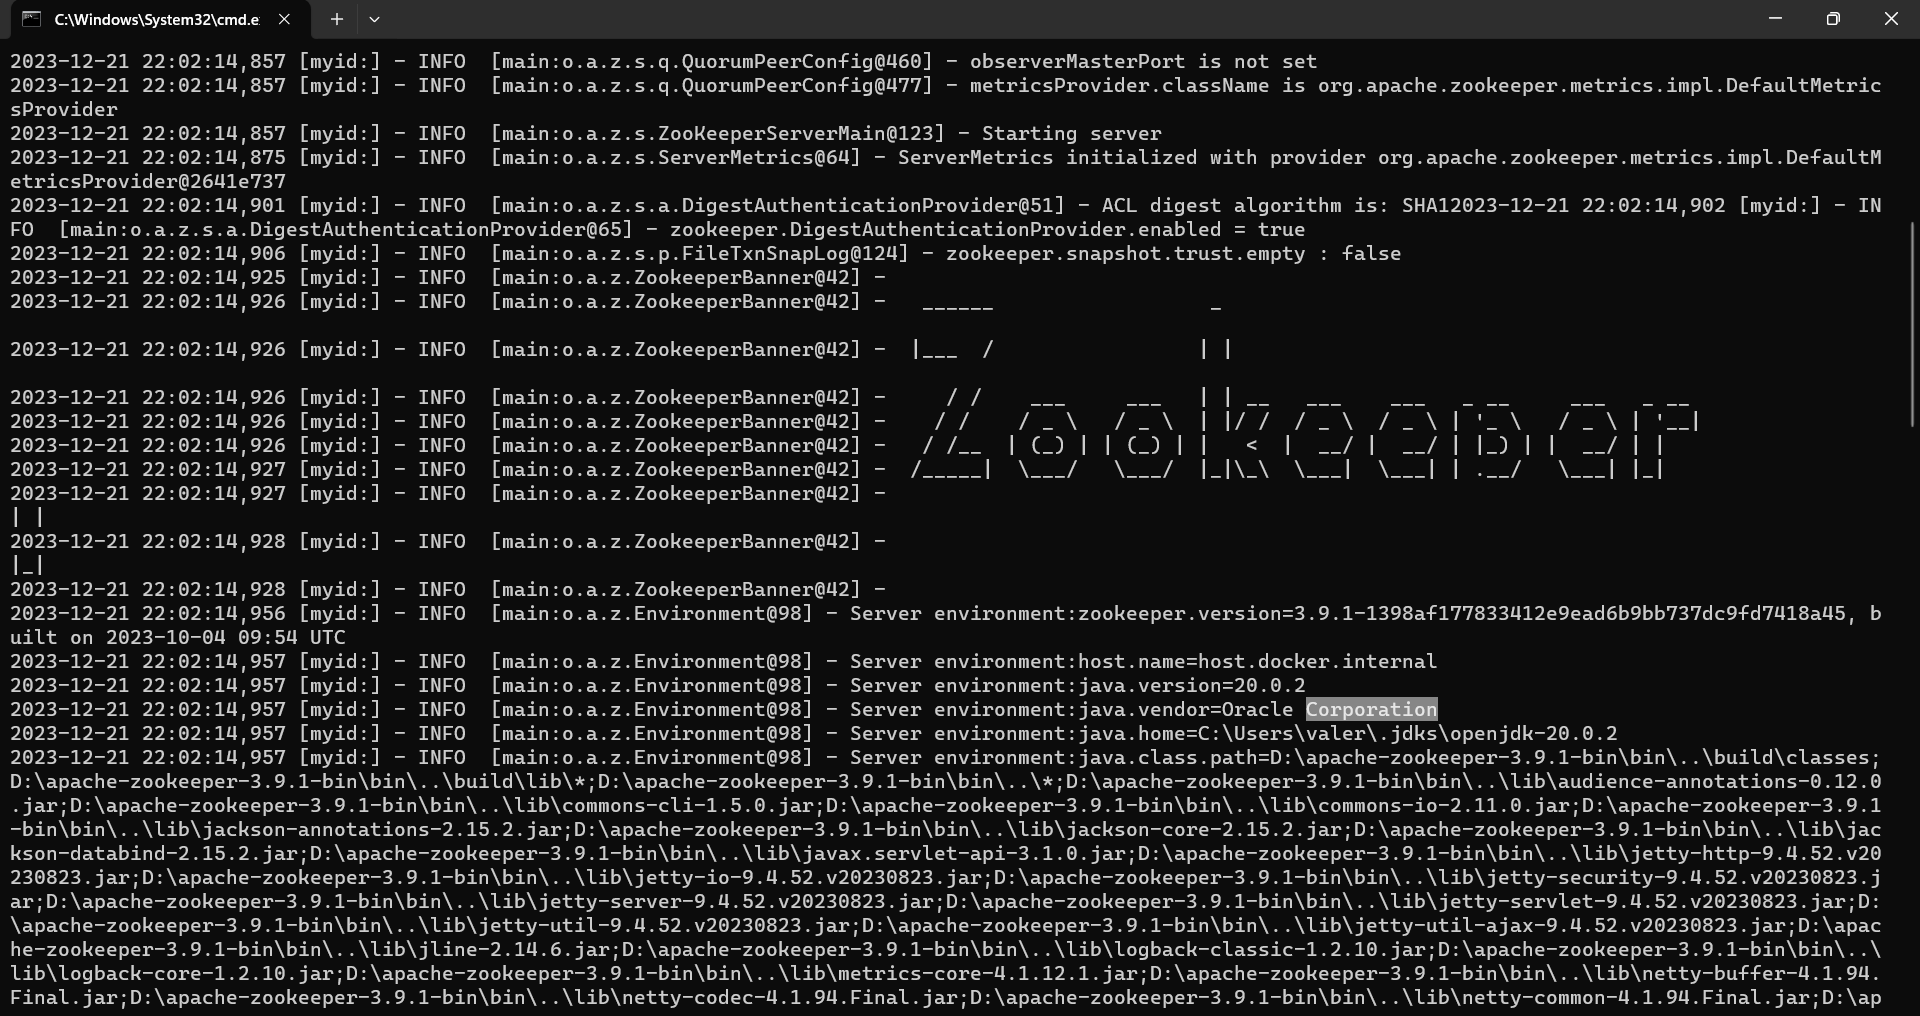 C:\Windows\System32\cmd.e
2023-12-21 22:02:14,857 [myid:] - INFO  [main:o.a.z.s.q.QuorumPeerConfig@460] - observerMasterPort is not set
2023-12-21 22:02:14,857 [myid:] - INFO  [main:o.a.z.s.q.QuorumPeerConfig@477] - metricsProvider.className is org.apache.zookeeper.metrics.impl.DefaultMetric
sProvider
2023-12-21 22:02:14,857 [myid:] - INFO  [main:o.a.z.s.ZooKeeperServerMain@123] - Starting server
2023-12-21 22:02:14,875 [myid:] - INFO  [main:o.a.z.s.ServerMetrics@64] - ServerMetrics initialized with provider org.apache.zookeeper.metrics.impl.DefaultM
etricsProvider@2641e737
2023-12-21 22:02:14,901 [myid:] - INFO  [main:o.a.z.s.a.DigestAuthenticationProvider@51] - ACL digest algorithm is: SHA12023-12-21 22:02:14,902 [myid:] - IN
FO  [main:o.a.z.s.a.DigestAuthenticationProvider@65] - zookeeper.DigestAuthenticationProvider.enabled = true
2023-12-21 22:02:14,906 [myid:] - INFO  [main:o.a.z.s.p.FileTxnSnapLog@124] - zookeeper.snapshot.trust.empty : false
2023-12-21 22:02:14,925 [myid:] - INFO  [main:o.a.z.ZookeeperBanner@42] -
2023-12-21 22:02:14,926 [myid:] - INFO  [main:o.a.z.ZookeeperBanner@42] -   ______                  _
2023-12-21 22:02:14,926 [myid:] - INFO  [main:o.a.z.ZookeeperBanner@42] -  |___  /                 | |
2023-12-21 22:02:14,926 [myid:] - INFO  [main:o.a.z.ZookeeperBanner@42] -     / /    ___     ___   | | __   ___    ___   _ __     ___   _ __
2023-12-21 22:02:14,926 [myid:] - INFO  [main:o.a.z.ZookeeperBanner@42] -    / /    / _ \   / _ \  | |/ /  / _ \  / _ \ | '_ \   / _ \ | '__|
2023-12-21 22:02:14,926 [myid:] - INFO  [main:o.a.z.ZookeeperBanner@42] -   / /__  | (_) | | (_) | |   <  |  __/ |  __/ | |_) | |  __/ | |
2023-12-21 22:02:14,927 [myid:] - INFO  [main:o.a.z.ZookeeperBanner@42] -  /_____|  \___/   \___/  |_|\_\  \___|  \___| | .__/   \___| |_|
2023-12-21 22:02:14,927 [myid:] - INFO  [main:o.a.z.ZookeeperBanner@42] -
| |
2023-12-21 22:02:14,928 [myid:] - INFO  [main:o.a.z.ZookeeperBanner@42] -
|_|
2023-12-21 22:02:14,928 [myid:] - INFO  [main:o.a.z.ZookeeperBanner@42] -
2023-12-21 22:02:14,956 [myid:] - INFO  [main:o.a.z.Environment@98] - Server environment:zookeeper.version=3.9.1-1398af177833412e9ead6b9bb737dc9fd7418a45, b
uilt on 2023-10-04 09:54 UTC
2023-12-21 22:02:14,957 [myid:] - INFO  [main:o.a.z.Environment@98] - Server environment:host.name=host.docker.internal
2023-12-21 22:02:14,957 [myid:] - INFO  [main:o.a.z.Environment@98] - Server environment:java.version=20.0.2
2023-12-21 22:02:14,957 [myid:] - INFO  [main:o.a.z.Environment@98] - Server environment:java.vendor=Oracle Corporation
2023-12-21 22:02:14,957 [myid:] - INFO  [main:o.a.z.Environment@98] - Server environment:java.home=C:\Users\valer\.jdks\openjdk-20.0.2
2023-12-21 22:02:14,957 [myid:] - INFO  [main:o.a.z.Environment@98] - Server environment:java.class.path=D:\apache-zookeeper-3.9.1-bin\bin\..\build\classes;
D:\apache-zookeeper-3.9.1-bin\bin\..\build\lib\*;D:\apache-zookeeper-3.9.1-bin\bin\..\*;D:\apache-zookeeper-3.9.1-bin\bin\..\lib\audience-annotations-0.12.0
.jar;D:\apache-zookeeper-3.9.1-bin\bin\..\lib\commons-cli-1.5.0.jar;D:\apache-zookeeper-3.9.1-bin\bin\..\lib\commons-io-2.11.0.jar;D:\apache-zookeeper-3.9.1
-bin\bin\..\lib\jackson-annotations-2.15.2.jar;D:\apache-zookeeper-3.9.1-bin\bin\..\lib\jackson-core-2.15.2.jar;D:\apache-zookeeper-3.9.1-bin\bin\..\lib\jac
kson-databind-2.15.2.jar;D:\apache-zookeeper-3.9.1-bin\bin\..\lib\javax.servlet-api-3.1.0.jar;D:\apache-zookeeper-3.9.1-bin\bin\..\lib\jetty-http-9.4.52.v20
230823.jar;D:\apache-zookeeper-3.9.1-bin\bin\..\lib\jetty-io-9.4.52.v20230823.jar;D:\apache-zookeeper-3.9.1-bin\bin\..\lib\jetty-security-9.4.52.v20230823.j
ar;D:\apache-zookeeper-3.9.1-bin\bin\..\lib\jetty-server-9.4.52.v20230823.jar;D:\apache-zookeeper-3.9.1-bin\bin\..\lib\jetty-servlet-9.4.52.v20230823.jar;D:
\apache-zookeeper-3.9.1-bin\bin\..\lib\jetty-util-9.4.52.v20230823.jar;D:\apache-zookeeper-3.9.1-bin\bin\..\lib\jetty-util-ajax-9.4.52.v20230823.jar;D:\apac
he-zookeeper-3.9.1-bin\bin\..\lib\jline-2.14.6.jar;D:\apache-zookeeper-3.9.1-bin\bin\..\lib\logback-classic-1.2.10.jar;D:\apache-zookeeper-3.9.1-bin\bin\..\
lib\logback-core-1.2.10.jar;D:\apache-zookeeper-3.9.1-bin\bin\..\lib\metrics-core-4.1.12.1.jar;D:\apache-zookeeper-3.9.1-bin\bin\..\lib\netty-buffer-4.1.94.
Final.jar;D:\apache-zookeeper-3.9.1-bin\bin\..\lib\netty-codec-4.1.94.Final.jar;D:\apache-zookeeper-3.9.1-bin\bin\..\lib\netty-common-4.1.94.Final.jar;D:\ap